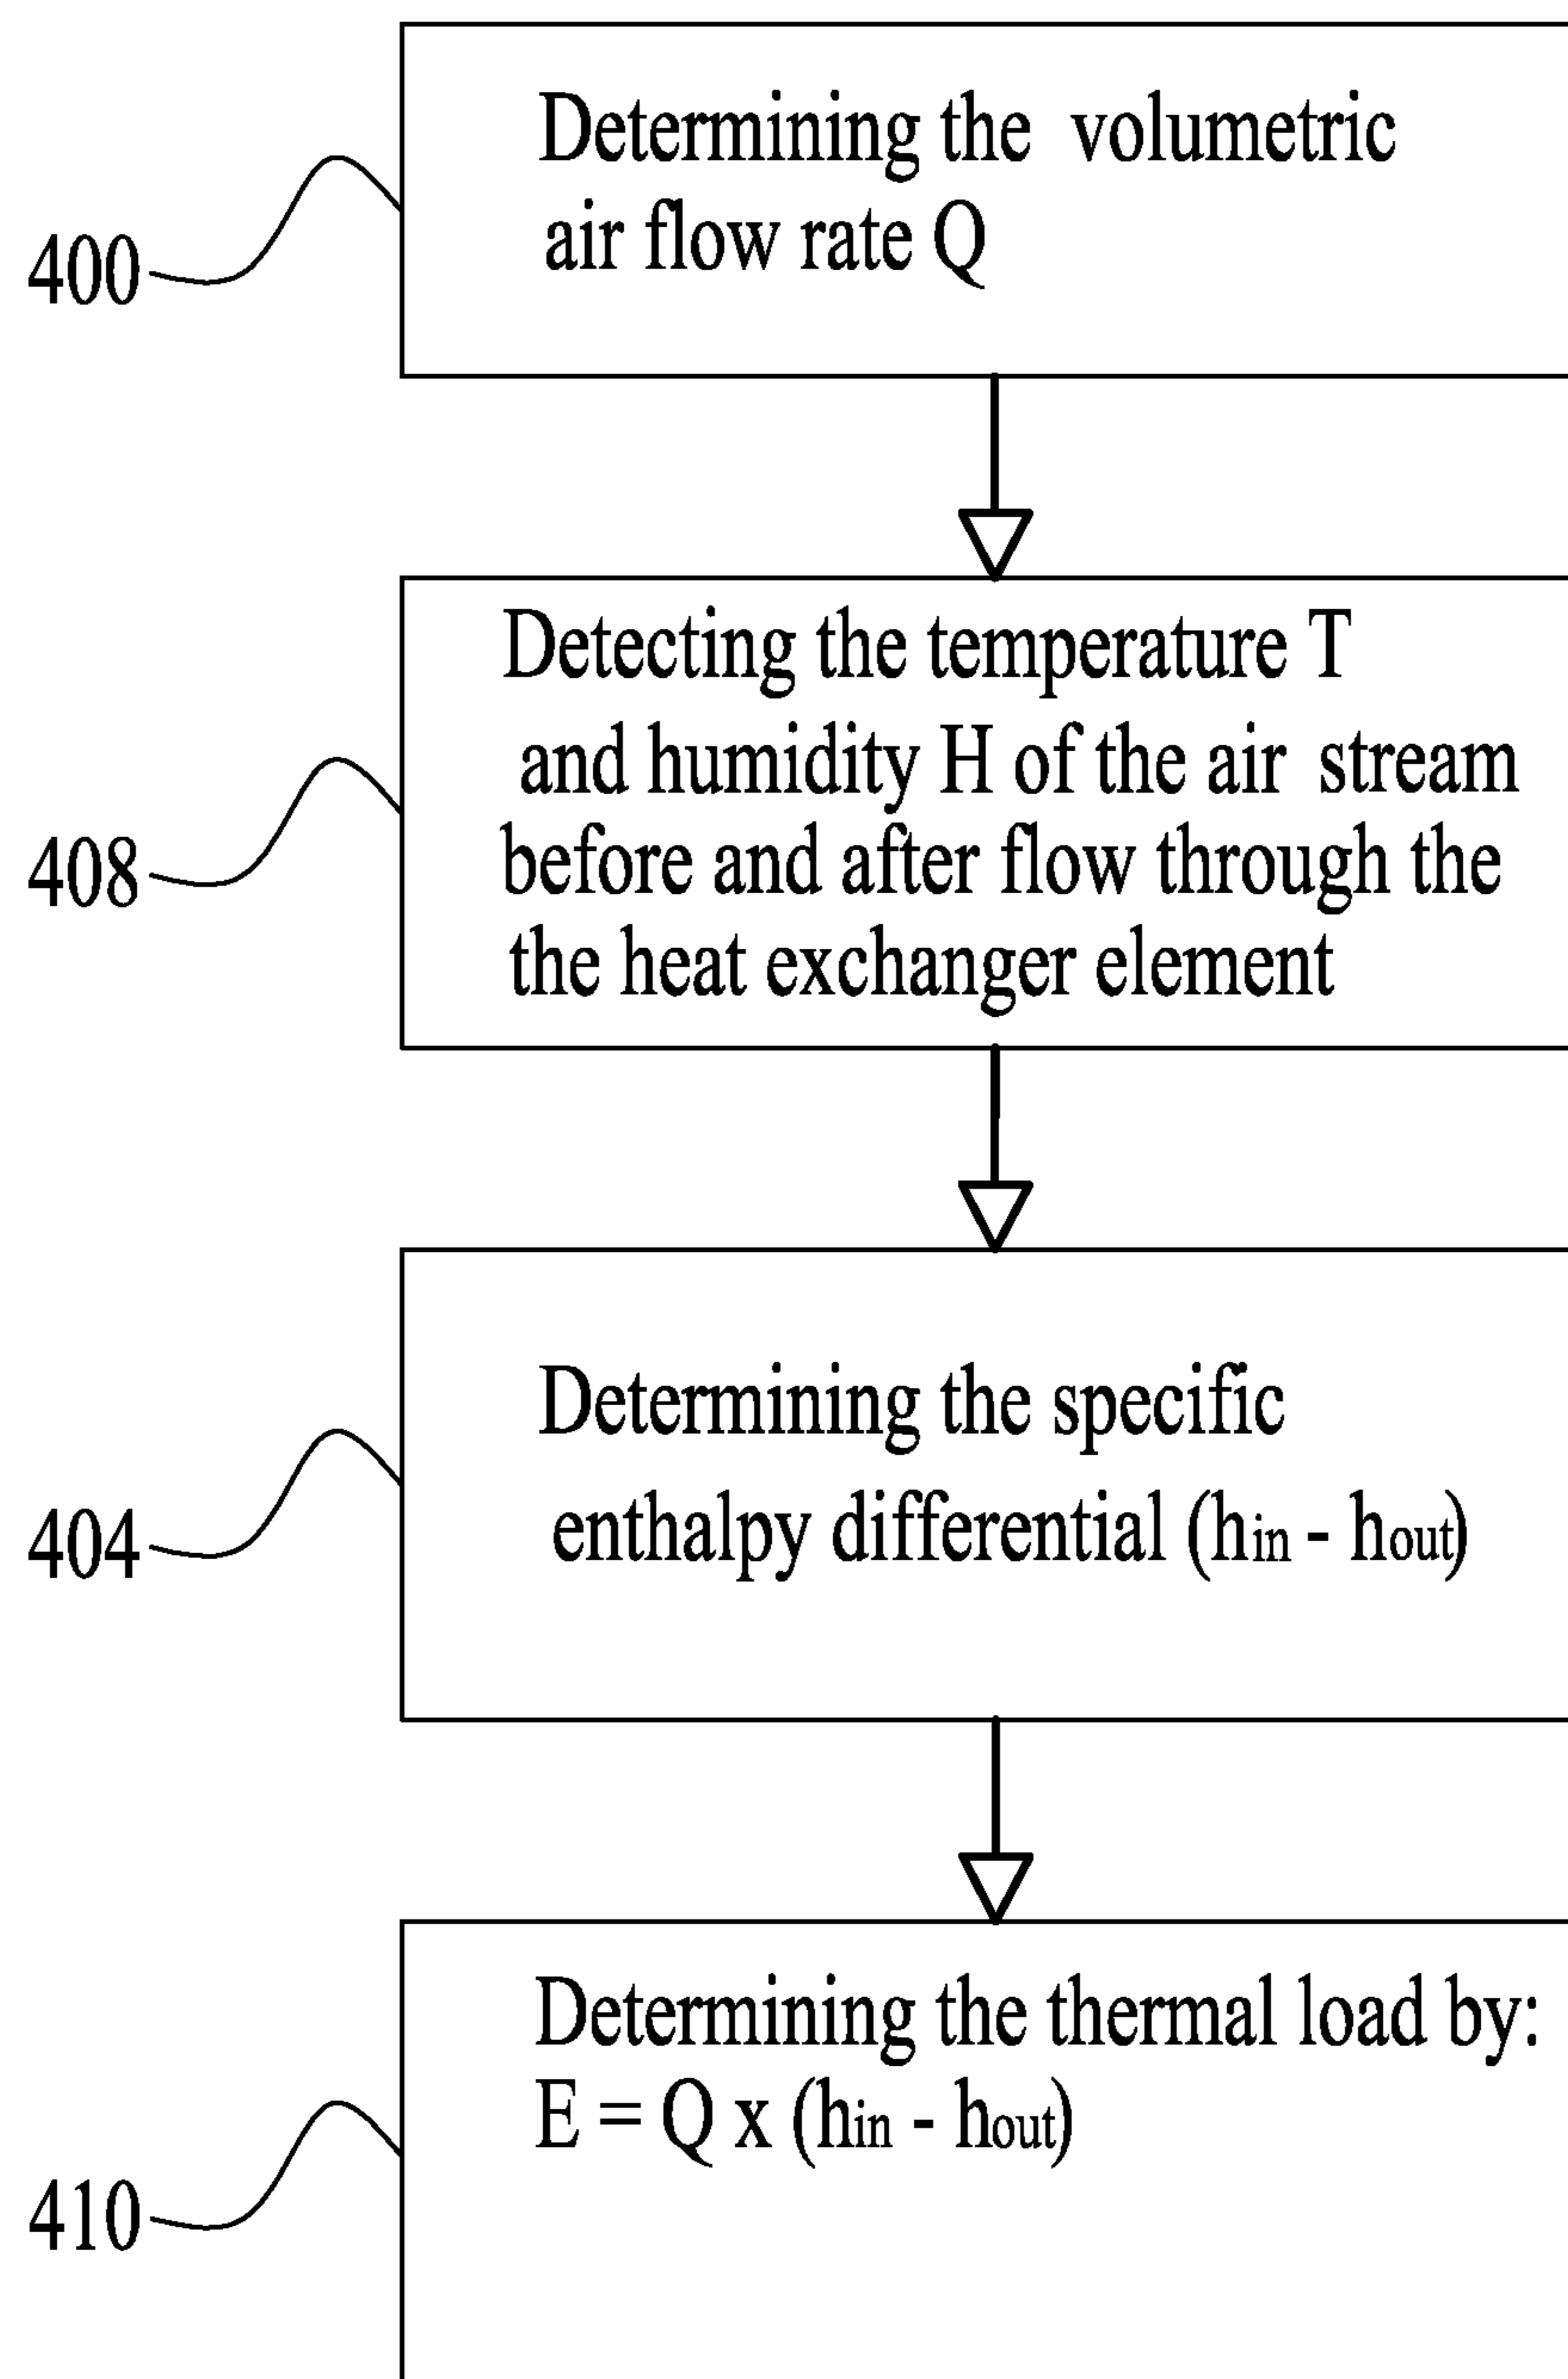 Determining the volumetric
air flow rate Q
400
Detecting the temperature T
and humidity H of the air stream
before and after flow through the
the heat exchanger element
408
Determining the specific
enthalpy differential (hin - hout)
404
Determining the thermal load by:
E = Q x (hin - hout)
410